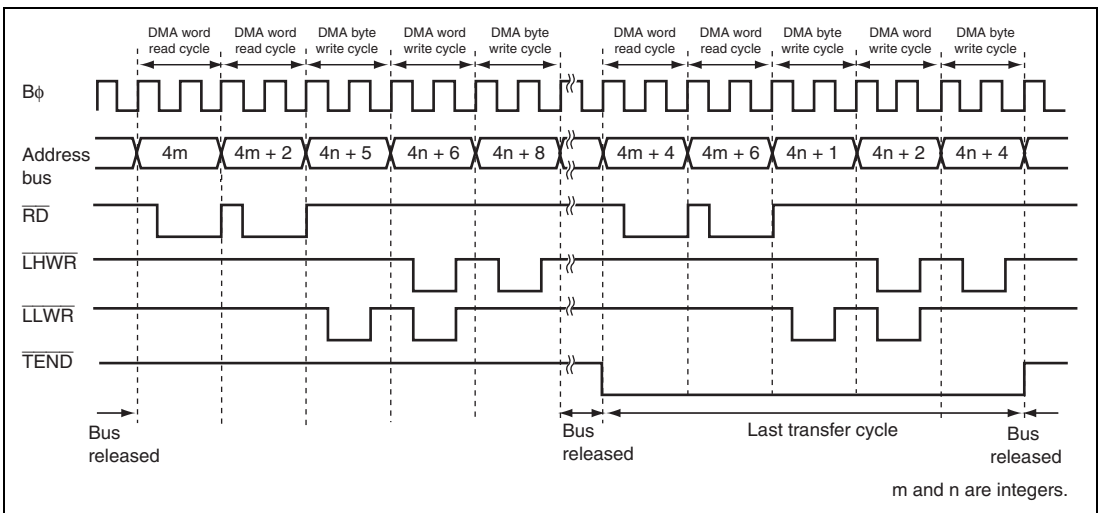 DMA word read cycle
DMA word read cycle
DMA byte write cycle
DMA word write cycle
DMA byte write cycle
DMA word read cycle
DMA word read cycle
DMA byte write cycle
DMA word write cycle
DMA byte write cycle
Bϕ
Address bus
4m
4m + 2
4n + 5
4n + 6
4n + 8
4m + 4
4m + 6
4n + 1
4n + 2
4n + 4
RD
LHWR
LLWR
TEND
Bus released
Bus released
Last transfer cycle
Bus released
m and n are integers.